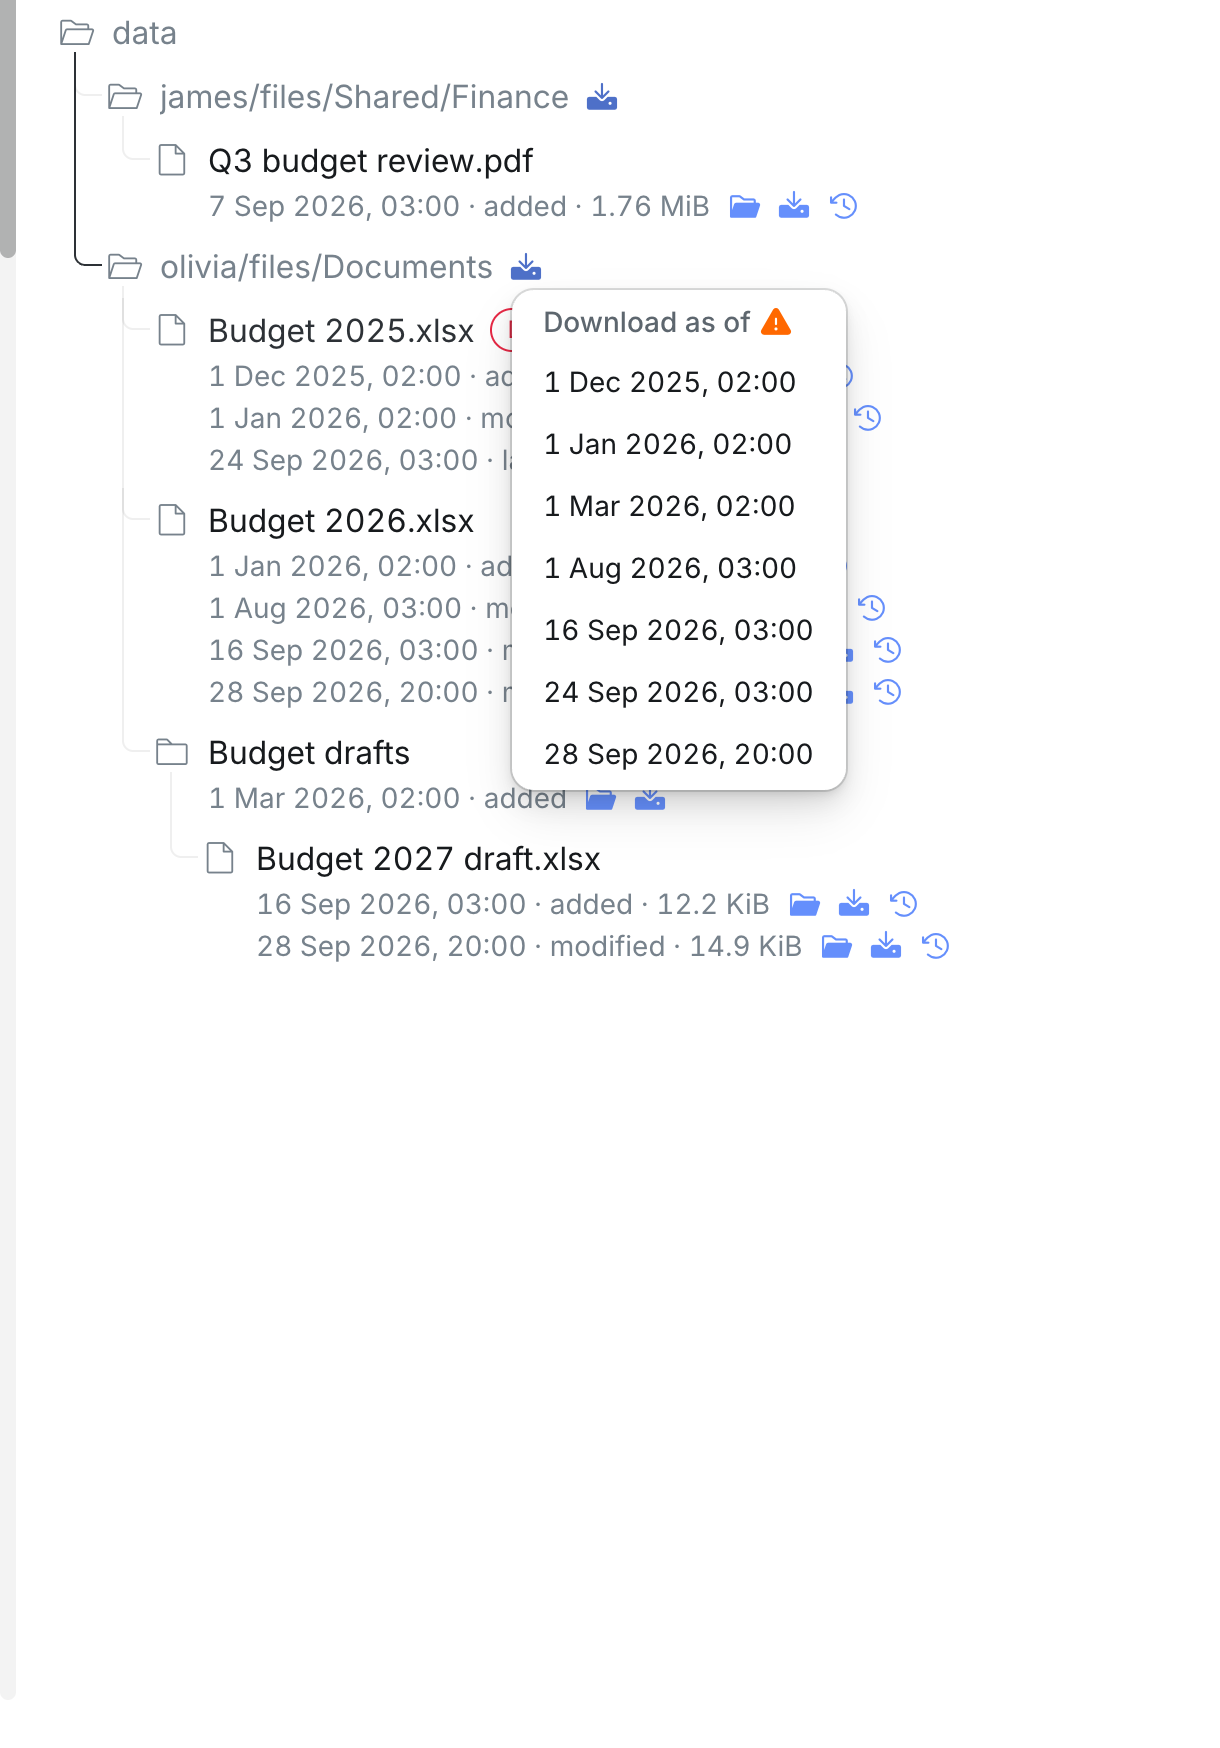 data
james/files/Shared/Finance
Q3 budget review.pdf
7 Sep 2026, 03:00 · added · 1.76 MiB
olivia/files/Documents
Budget 2025.xlsx
1 Dec 2025, 02:00 ·
1 Jan 2026, 02:00 ·
24 Sep 2026, 03:00 ·
Budget 2026.xlsx
1 Jan 2026, 02:00 ·
1 Aug 2026, 03:00 ·
16 Sep 2026, 03:00 ·
28 Sep 2026, 20:00 ·
Download as of
1 Dec 2025, 02:00
1 Jan 2026, 02:00
1 Mar 2026, 02:00
1 Aug 2026, 03:00
16 Sep 2026, 03:00
24 Sep 2026, 03:00
28 Sep 2026, 20:00
Budget drafts
1 Mar 2026, 02:00 · added
Budget 2027 draft.xlsx
16 Sep 2026, 03:00 · added · 12.2 KiB
28 Sep 2026, 20:00 · modified · 14.9 KiB